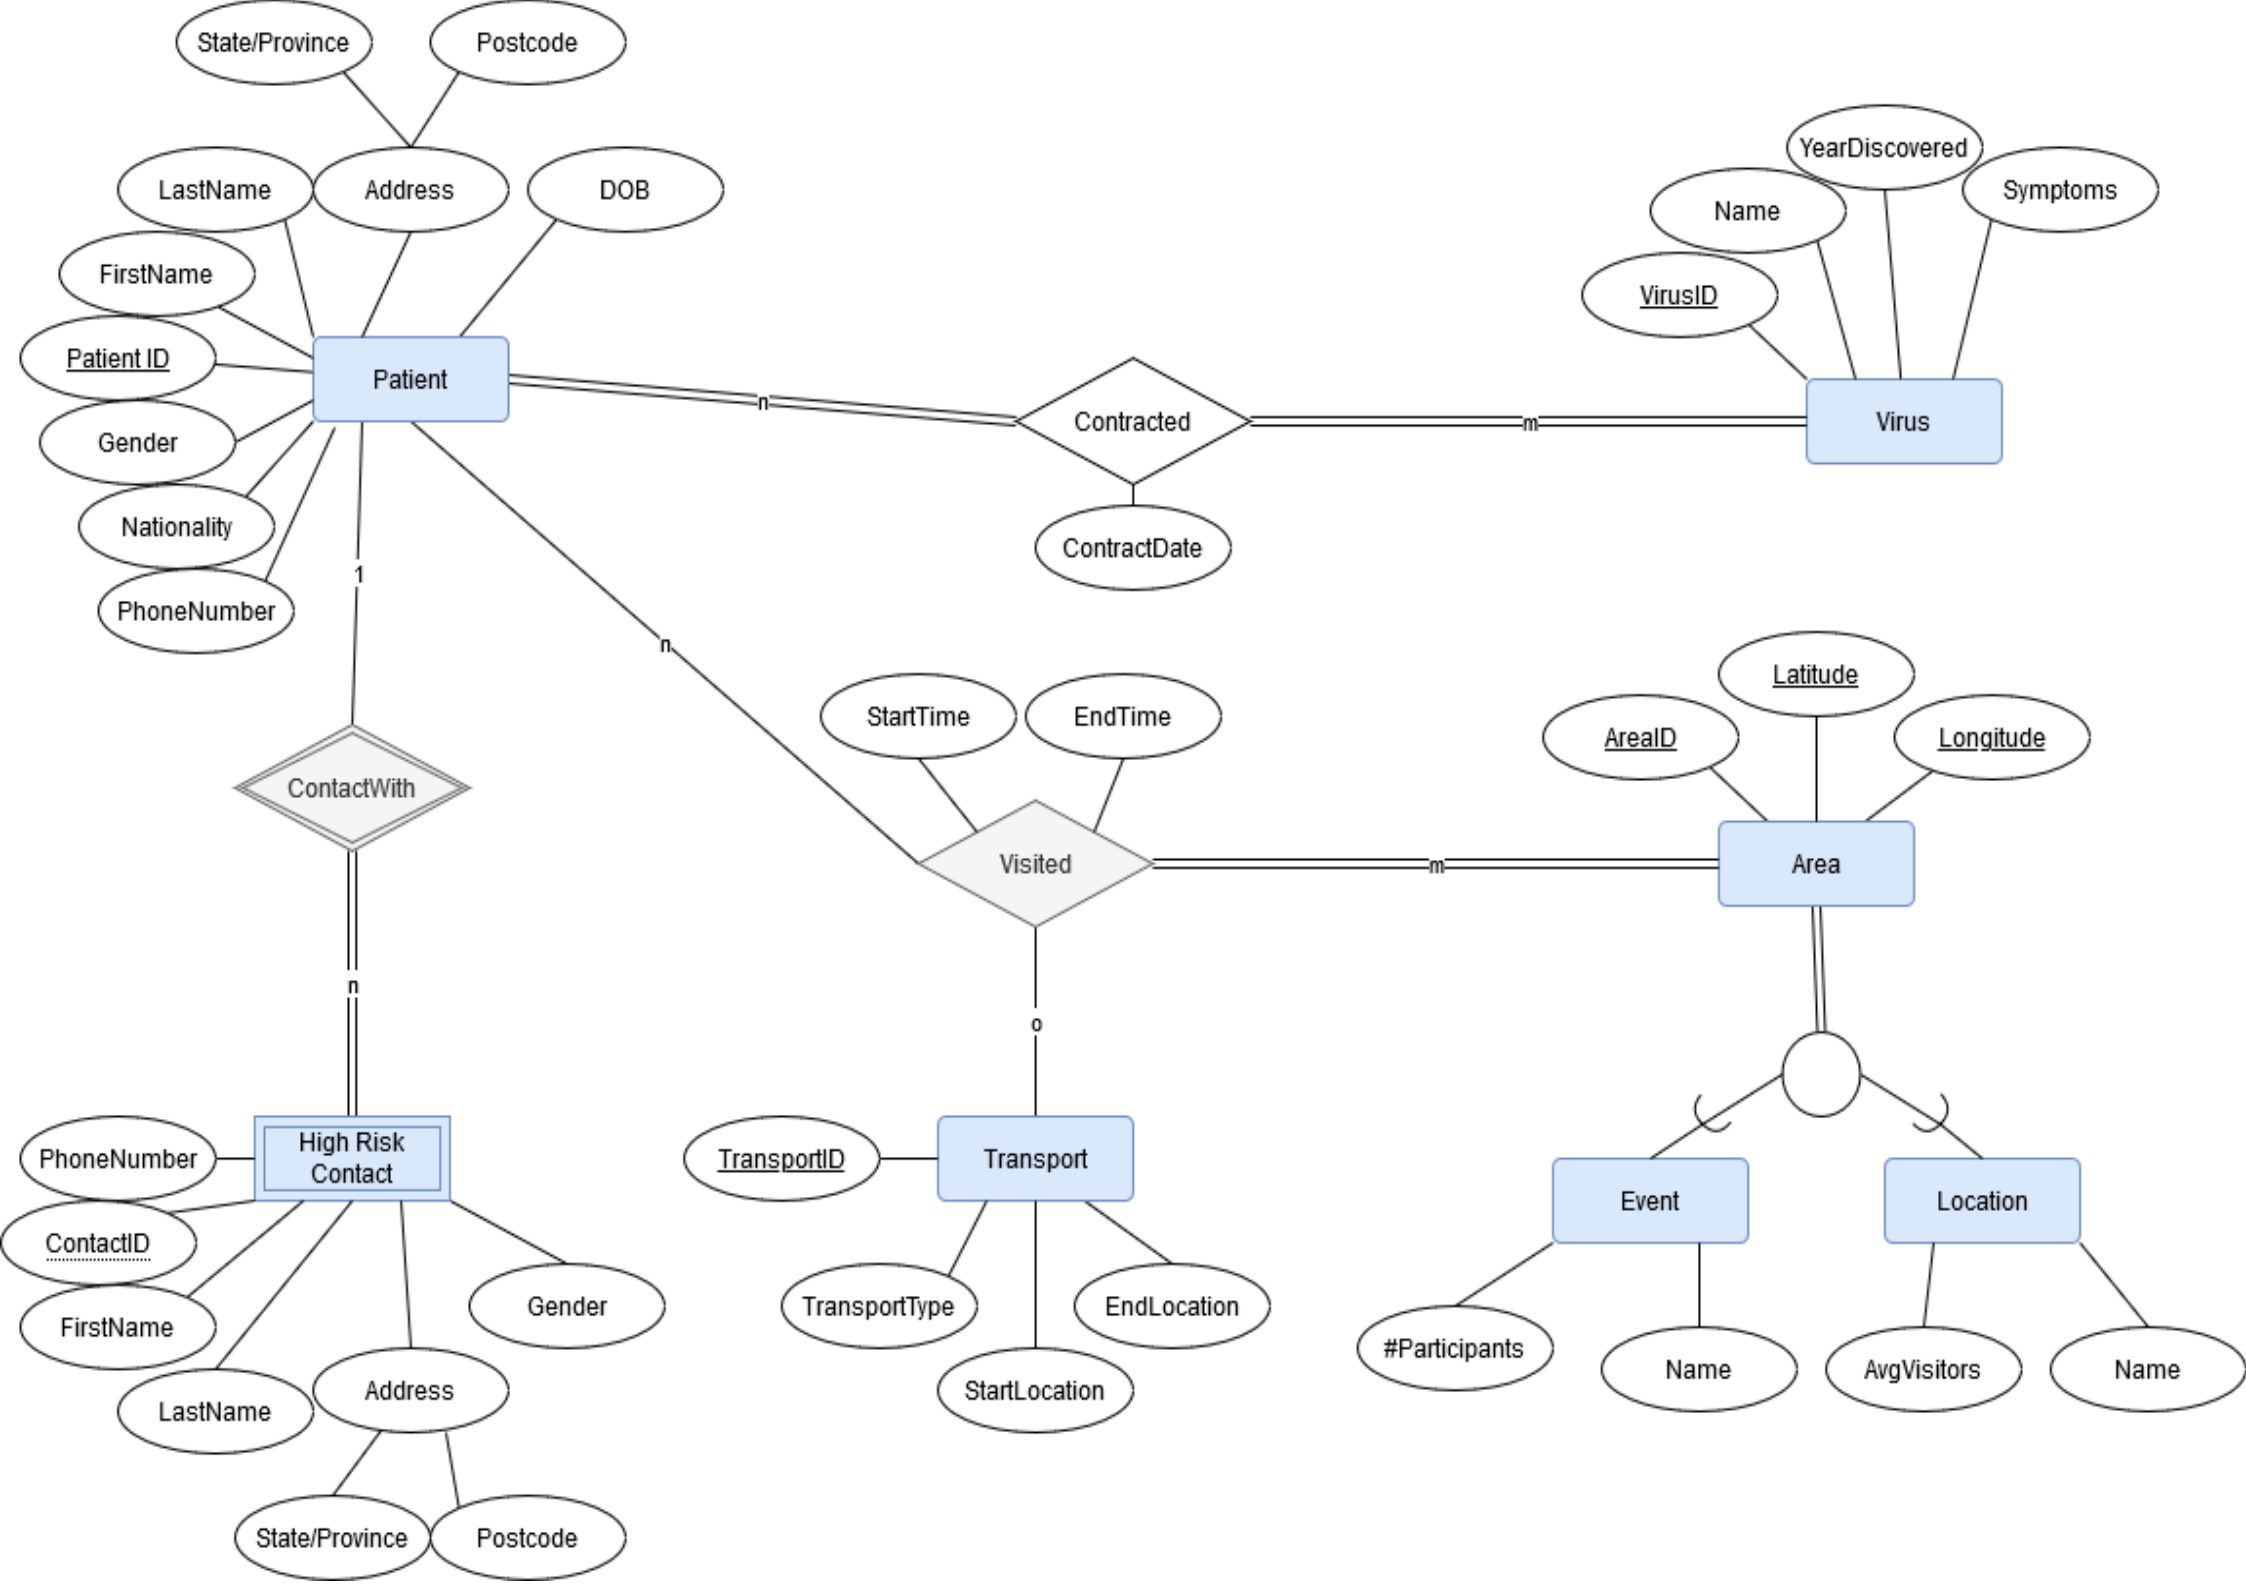 State/Province
Postcode
LastName
Address
DOB
FirstName
Patient ID
Gender
Nationality
PhoneNumber
Patient
n
Contracted
m
ContractDate
YearDiscovered
Name
Symptoms
VirusID
Virus
1
n
ContactWith
n
StartTime
EndTime
Visited
m
o
Latitude
AreaID
Longitude
Area
High Risk
Contact
PhoneNumber
ContactID
FirstName
LastName
Address
Gender
State/Province
Postcode
TransportID
Transport
TransportType
EndLocation
StartLocation
Event
Location
#Participants
Name
AvgVisitors
Name